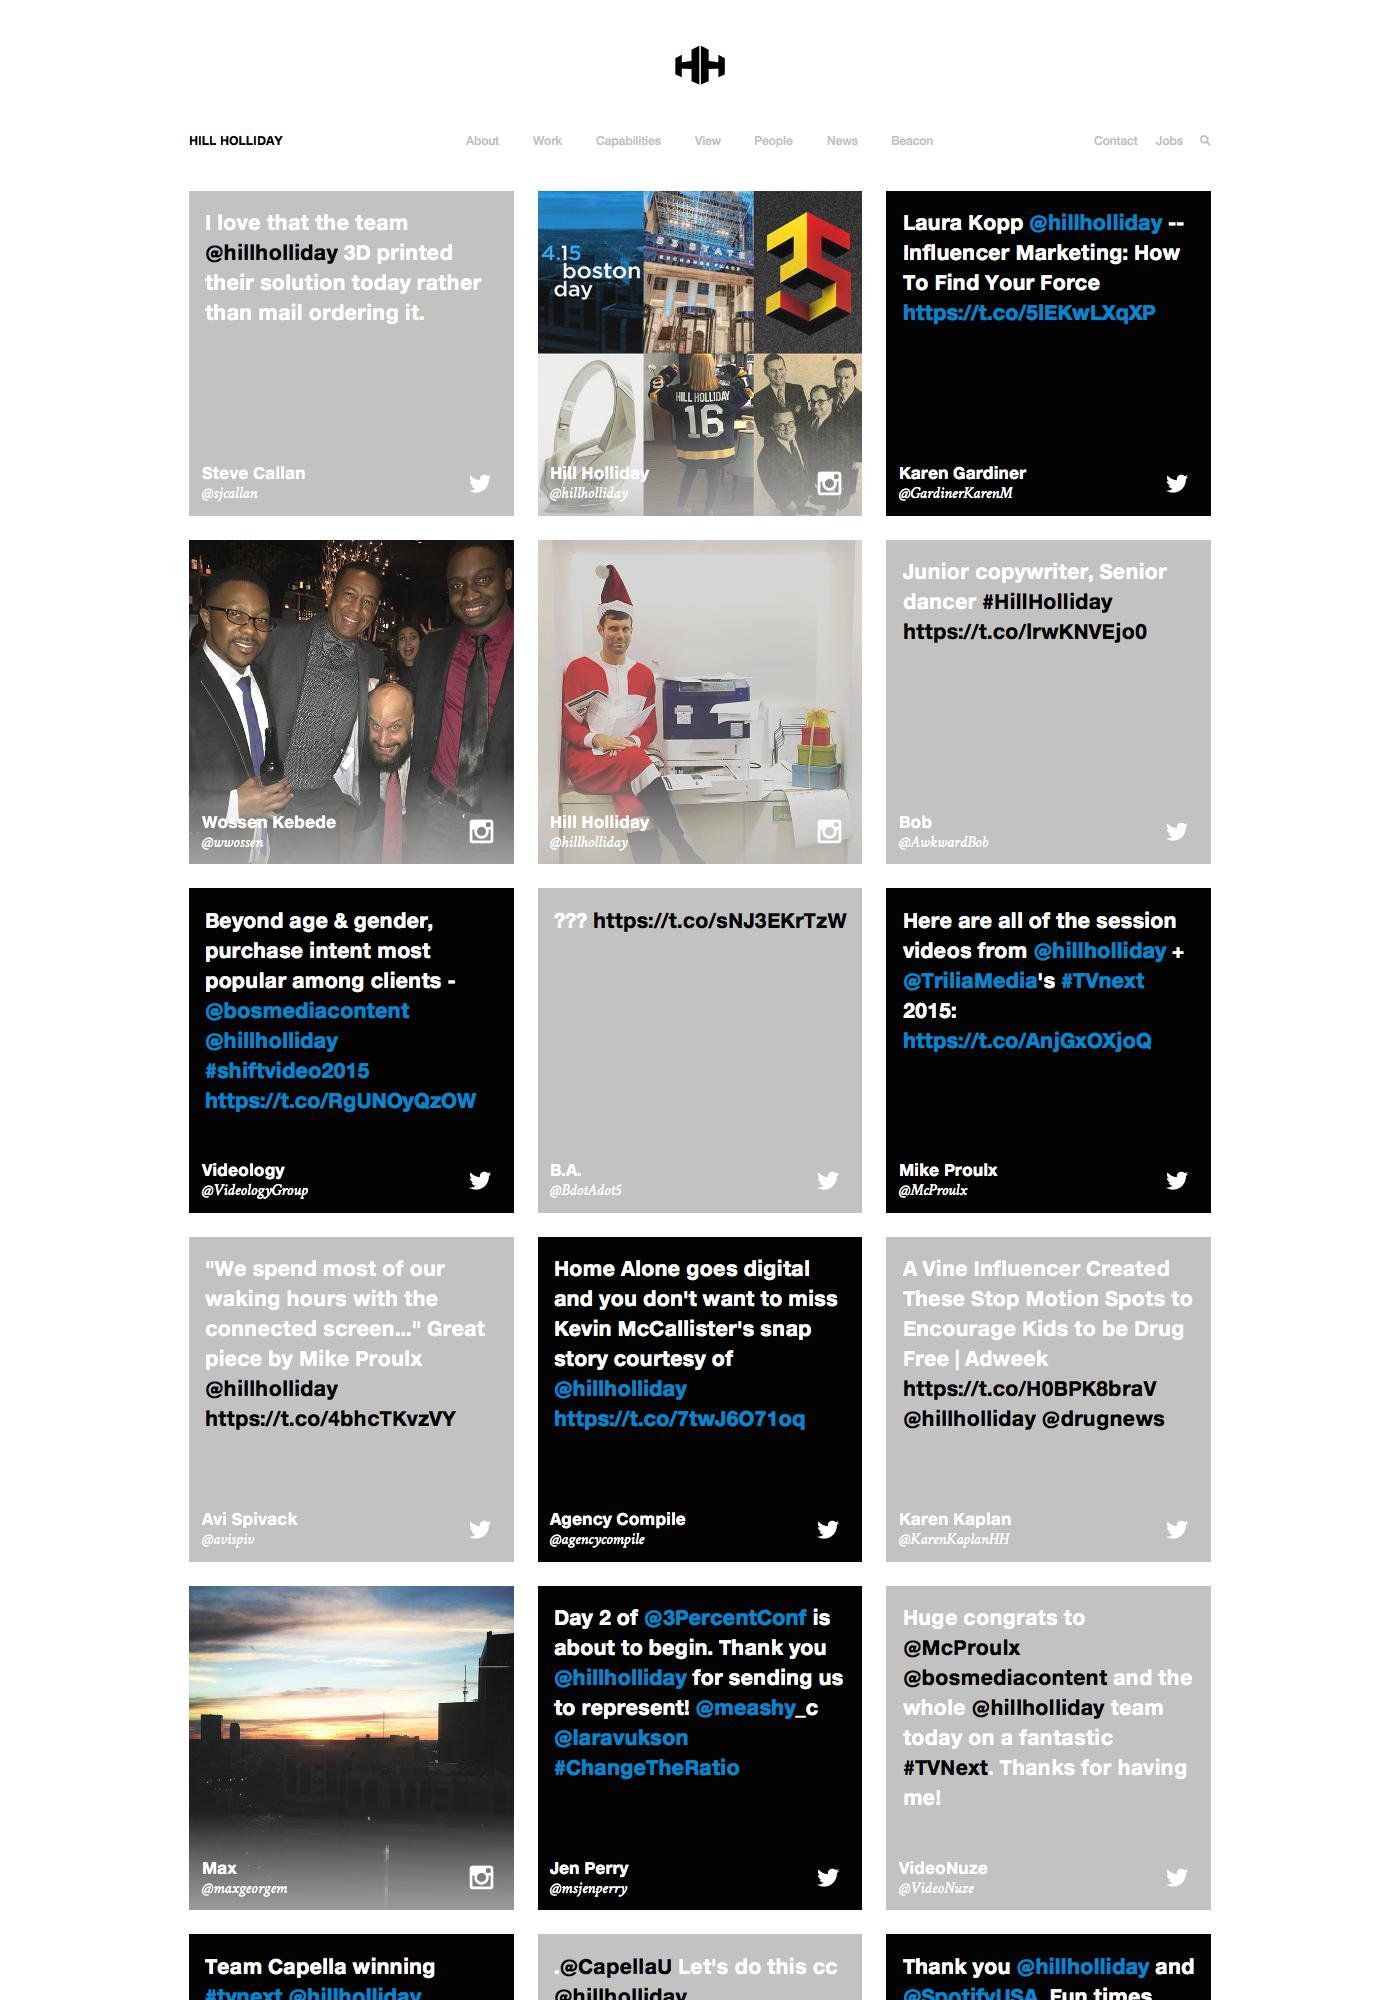 HH
HILL HOLLIDAY About Work Capabilities View People News Beacon Contact Jobs
I love that the team
@hillholliday 3D printed
their solution today rather
than mail ordering it.
Steve Callan
@sjcallan
4.15
boston
day
53 STATE
EXCHANGE PLACE
HILL HOLLIDAY
16
Hill Holliday
@hillholliday
Laura Kopp @hillholliday --
Influencer Marketing: How
To Find Your Force
https://t.co/5lEKwLXqXP
Karen Gardiner
@GardinerKarenM
Wossen Kebede
@wwossen
Hill Holliday
@hillholliday
Junior copywriter, Senior
dancer #HillHolliday
https://t.co/lrwKNVEjo0
Bob
@AwkwardBob
Beyond age & gender,
purchase intent most
popular among clients -
@bosmediacontent
@hillholliday
#shiftvideo2015
https://t.co/RgUNOyQzOW
Videology
@VideologyGroup
??? https://t.co/sNJ3EKrTzW
B.A.
@BdotAdot5
Here are all of the session
videos from @hillholliday +
@TriliaMedia's #TVnext
2015:
https://t.co/AnjGxOXjoQ
Mike Proulx
@McProulx
"We spend most of our
waking hours with the
connected screen..." Great
piece by Mike Proulx
@hillholliday
https://t.co/4bhcTKvzVY
Avi Spivack
@avispiv
Home Alone goes digital
and you don't want to miss
Kevin McCallister's snap
story courtesy of
@hillholliday
https://t.co/7twJ6O71oq
Agency Compile
@agencycompile
A Vine Influencer Created
These Stop Motion Spots to
Encourage Kids to be Drug
Free | Adweek
https://t.co/H0BPK8braV
@hillholliday @drugnews
Karen Kaplan
@KarenKaplanHH
Max
@maxgeorgem
Day 2 of @3PercentConf is
about to begin. Thank you
@hillholliday for sending us
to represent! @meashy_c
@laravukson
#ChangeTheRatio
Jen Perry
@msjenperry
Huge congrats to
@McProulx
@bosmediacontent and the
whole @hillholliday team
today on a fantastic
#TVNext. Thanks for having
me!
VideoNuze
@VideoNuze
Team Capella winning
#tvnext @hillholliday
.@CapellaU Let's do this cc
@hillholliday
Thank you @hillholliday and
@SpotifyUSA. Fun times